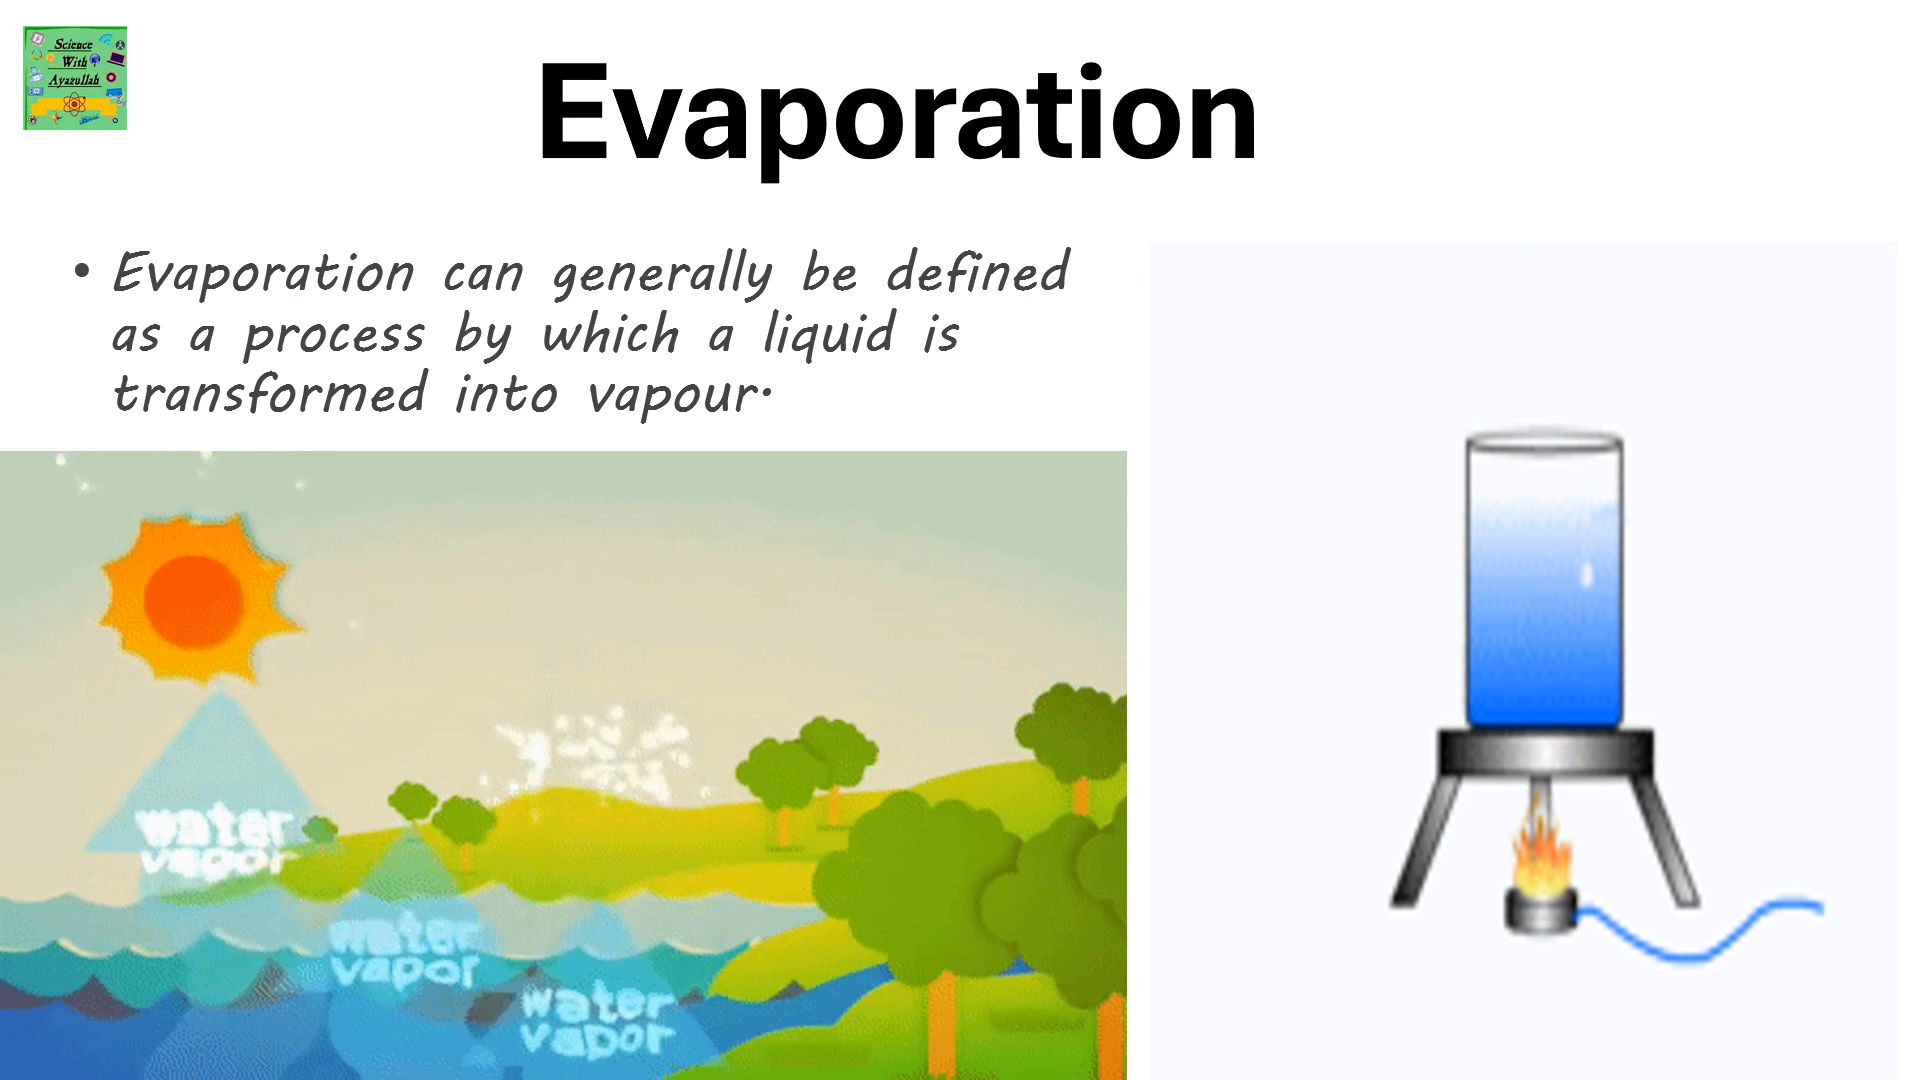 Science
With
Ayazullah
Evaporation
• Evaporation can generally be defined
as a process by which a liquid is
transformed into vapour.
water
vapor
water
vapor
water
vapor